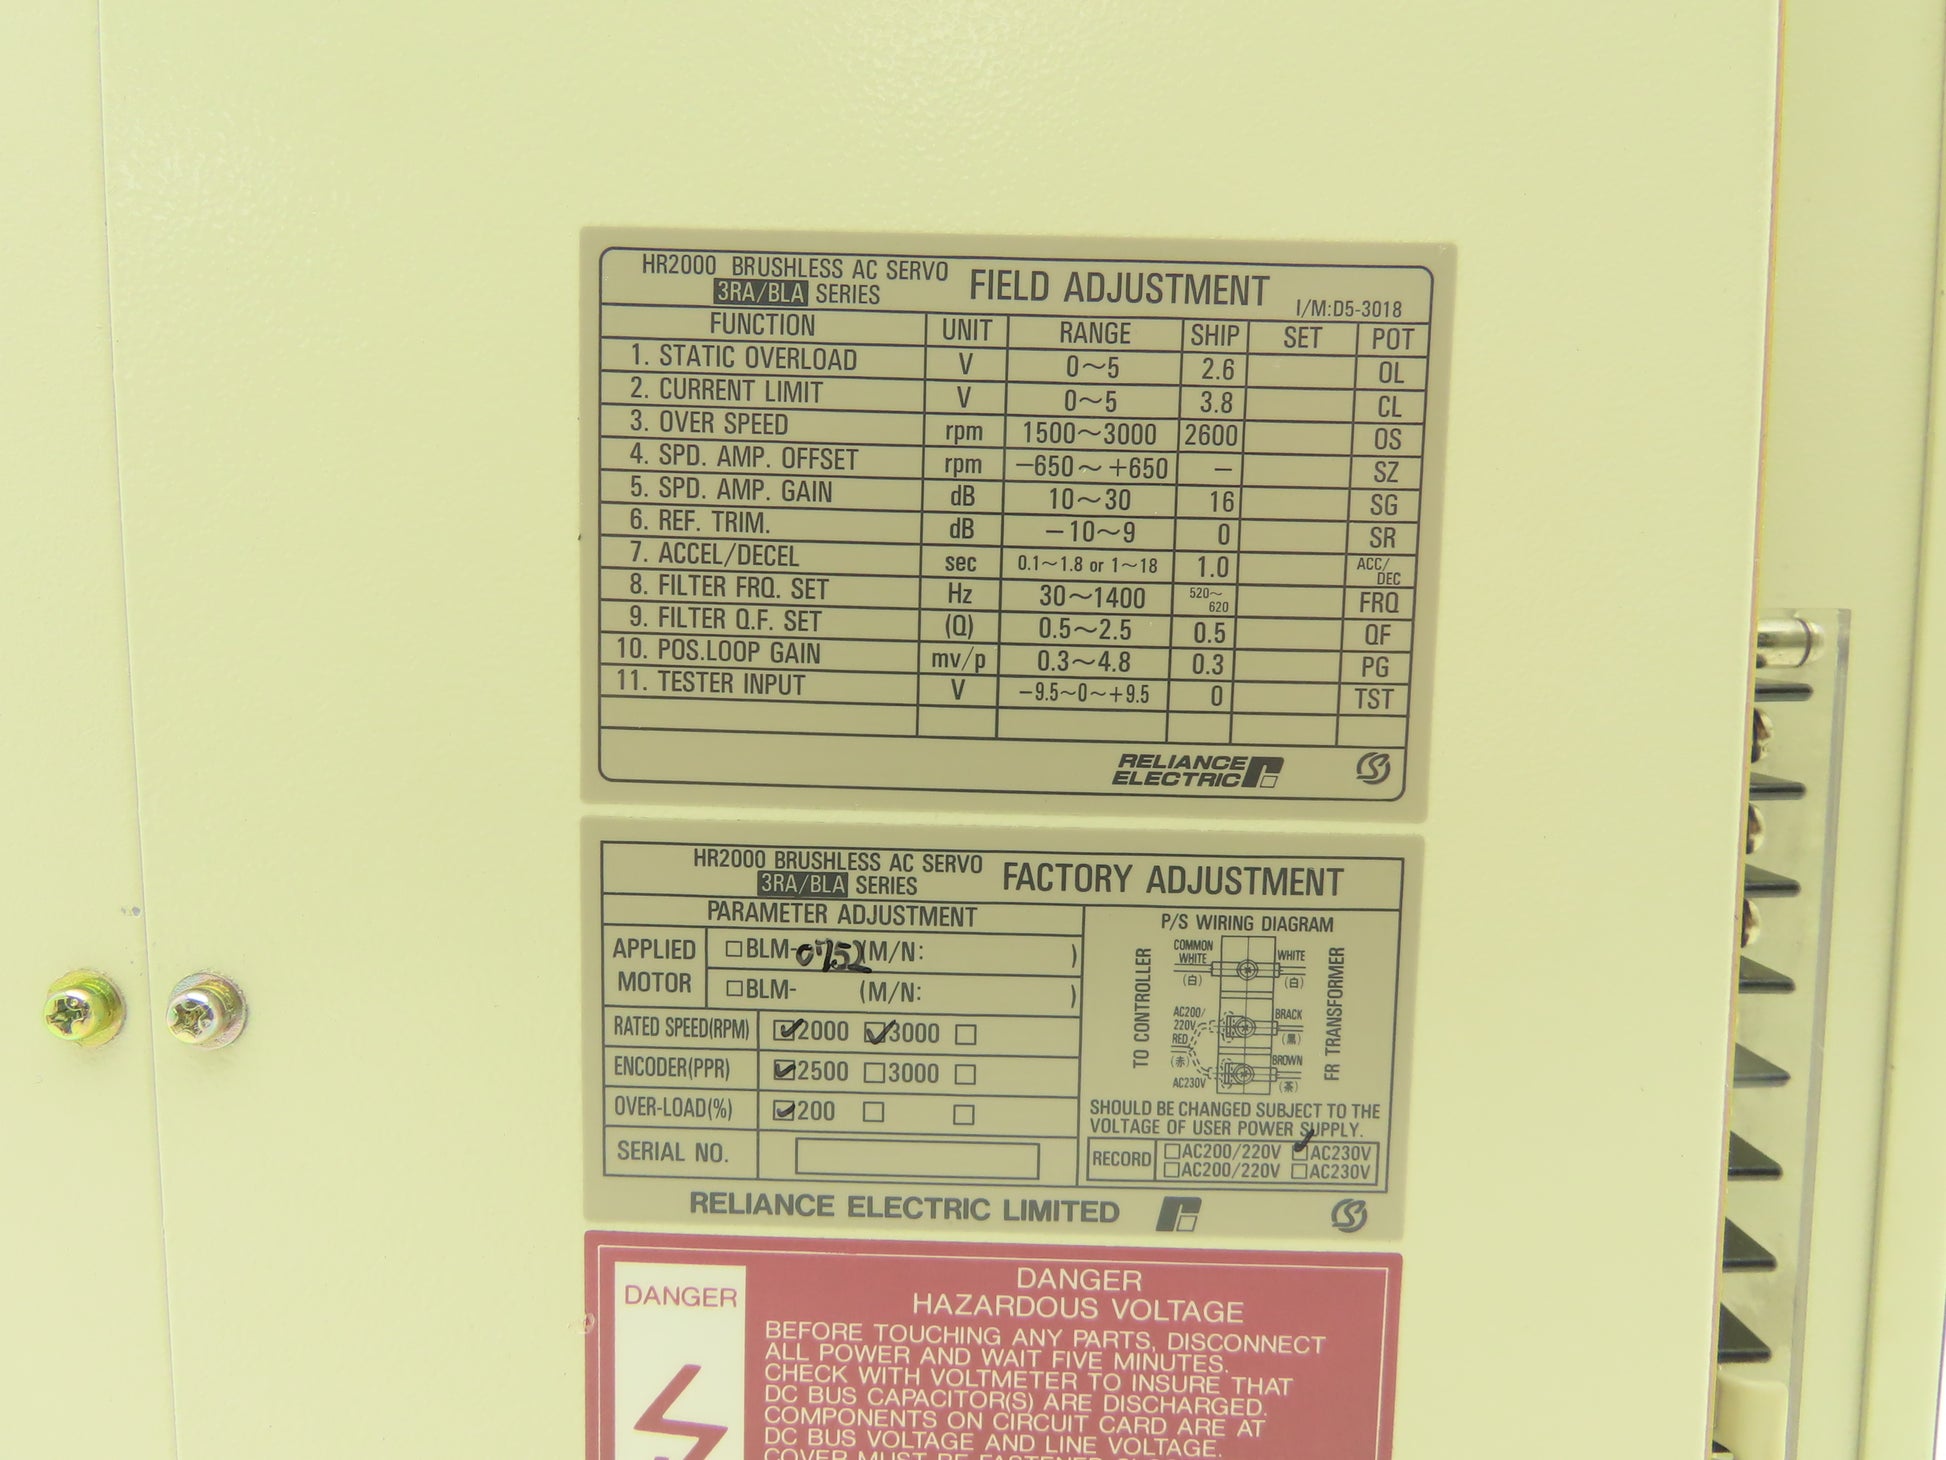 HR2000 BRUSHLESS AC SERVO FIELD ADJUSTMENT
3RA/BLA SERIES I/M:D5-3018
FUNCTION UNIT RANGE SHIP SET POT
1. STATIC OVERLOAD V 0~5 2.6 OL
2. CURRENT LIMIT V 0~5 3.8 CL
3. OVER SPEED rpm 1500~3000 2600 OS
4. SPD. AMP. OFFSET rpm −650~+650 − SZ
5. SPD. AMP. GAIN dB 10~30 16 SG
6. REF. TRIM. dB −10~9 0 SR
7. ACCEL/DECEL sec 0.1~1.8 or 1~18 1.0 ACC/DEC
8. FILTER FRQ. SET Hz 30~1400 520~620 FRQ
9. FILTER Q.F. SET (Q) 0.5~2.5 0.5 QF
10. POS.LOOP GAIN mv/p 0.3~4.8 0.3 PG
11. TESTER INPUT V −9.5~0~+9.5 0 TST
RELIANCE
ELECTRIC
HR2000 BRUSHLESS AC SERVO FACTORY ADJUSTMENT
3RA/BLA SERIES
PARAMETER ADJUSTMENT
APPLIED MOTOR
□BLM-0752(M/N: )
□BLM- (M/N: )
RATED SPEED(RPM) ☑2000 ☑3000 □
ENCODER(PPR) ☑2500 □3000 □
OVER-LOAD(%) ☑200 □ □
SERIAL NO.
P/S WIRING DIAGRAM
TO CONTROLLER
COMMON
WHITE
(白)
WHITE
(白)
AC200/
220V
RED
(赤)
AC230V
BRACK
(黒)
BROWN
(茶)
FR TRANSFORMER
SHOULD BE CHANGED SUBJECT TO THE
VOLTAGE OF USER POWER SUPPLY.
RECORD □AC200/220V ☑AC230V
□AC200/220V □AC230V
RELIANCE ELECTRIC LIMITED
DANGER
DANGER
HAZARDOUS VOLTAGE
BEFORE TOUCHING ANY PARTS, DISCONNECT
ALL POWER AND WAIT FIVE MINUTES.
CHECK WITH VOLTMETER TO INSURE THAT
DC BUS CAPACITOR(S) ARE DISCHARGED.
COMPONENTS ON CIRCUIT CARD ARE AT
DC BUS VOLTAGE AND LINE VOLTAGE.
COVER MUST BE FASTENED